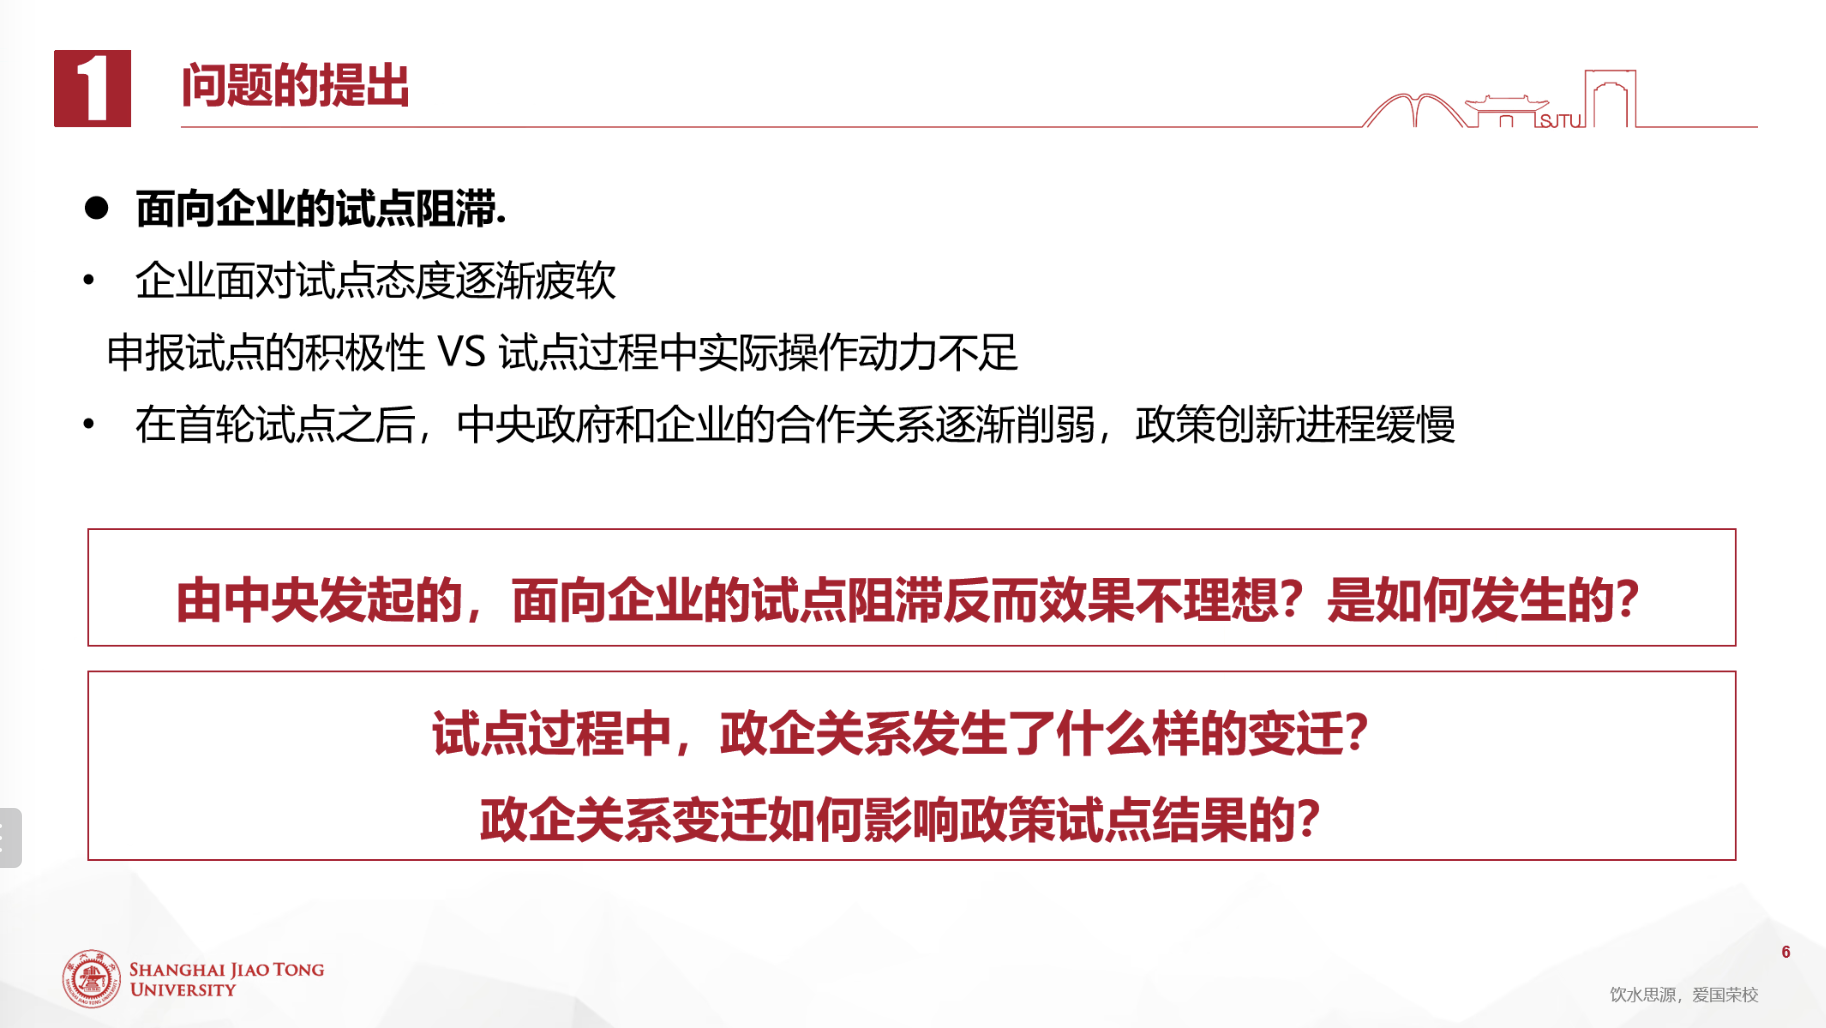 1
问题的提出
SJTU
● 面向企业的试点阻滞.
• 企业面对试点态度逐渐疲软
申报试点的积极性 VS 试点过程中实际操作动力不足
• 在首轮试点之后，中央政府和企业的合作关系逐渐削弱，政策创新进程缓慢
由中央发起的，面向企业的试点阻滞反而效果不理想？是如何发生的？
试点过程中，政企关系发生了什么样的变迁？
政企关系变迁如何影响政策试点结果的？
SHANGHAI JIAO TONG
UNIVERSITY
6
饮水思源，爱国荣校